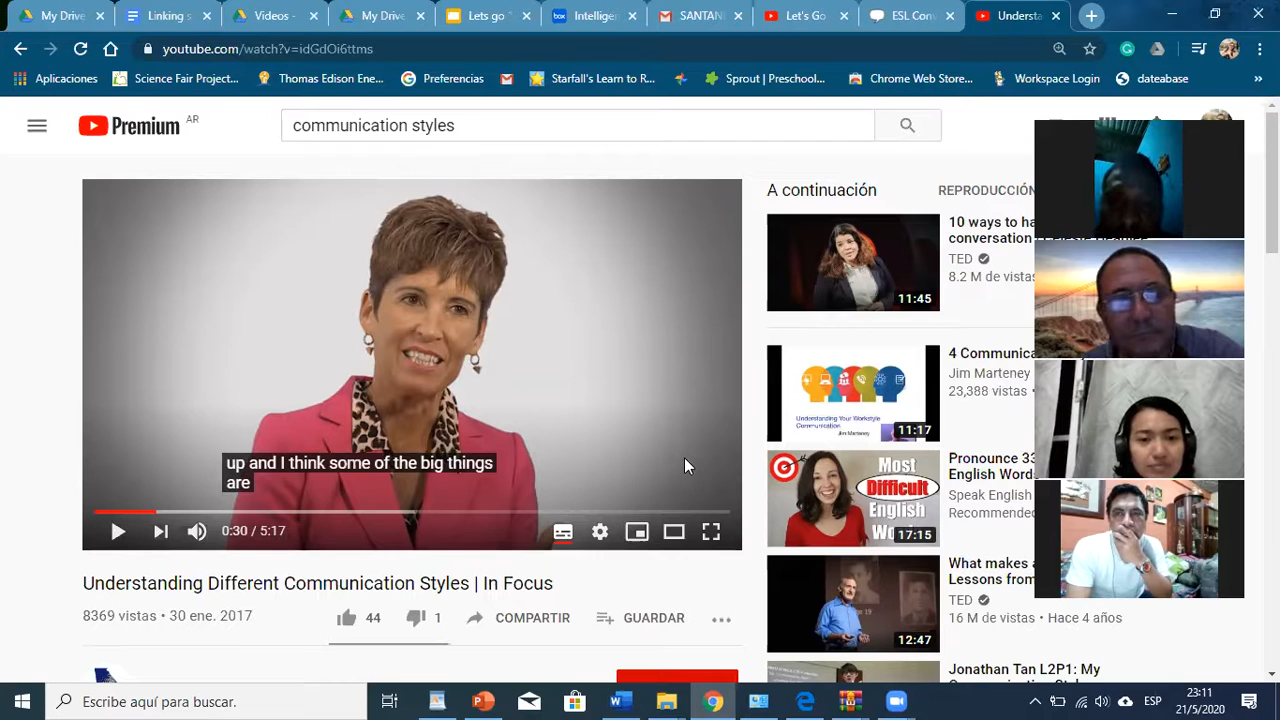 My Drive
Linking s
Videos -
My Drive
Lets go "
Intellige
SANTAN
Let's Go
ESL Con
Understa
youtube.com/watch?v=idGdOi6ttms
Aplicaciones
Science Fair Project...
Thomas Edison Ene...
Preferencias
Starfall's Learn to R...
Sprout | Preschool...
Chrome Web Store...
Workspace Login
dateabase
»
Premium AR
communication styles
A continuación
REPRODUCCIÓN
10 ways to ha
conversation
TED
8.2 M de vistas
11:45
4 Communica
Jim Marteney
23,388 vistas •
Understanding Your Workstyle
Communication
Jim Marteney
11:17
Pronounce 33
English Words
Speak English
Recommended
Most
Difficult
English
Wor
17:15
What makes a
Lessons from
TED
16 M de vistas • Hace 4 años
12:47
Jonathan Tan L2P1: My
up and I think some of the big things
are
0:30 / 5:17
Understanding Different Communication Styles | In Focus
8369 vistas • 30 ene. 2017
44
1
COMPARTIR
GUARDAR
Escribe aquí para buscar.
ESP
23:11
21/5/2020